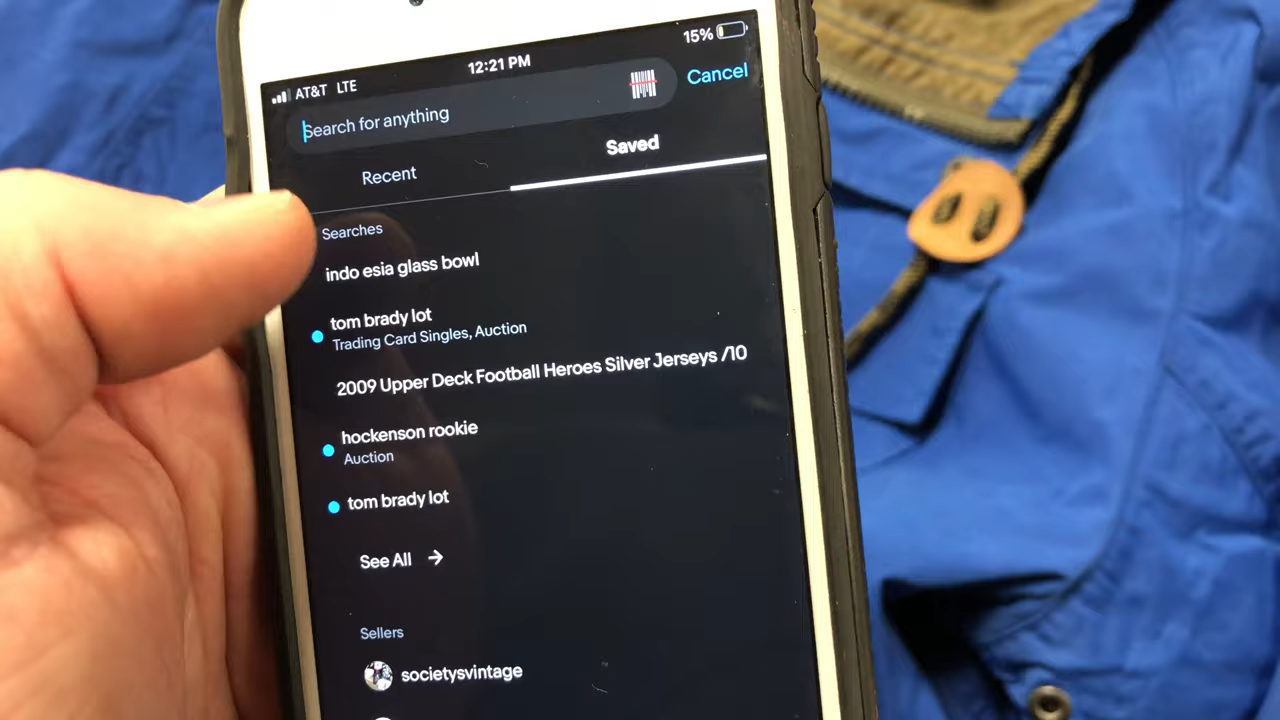 AT&T LTE
12:21 PM
15%
Search for anything
Cancel
Recent
Saved
Searches
indo esia glass bowl
tom brady lot
Trading Card Singles, Auction
2009 Upper Deck Football Heroes Silver Jerseys /10
hockenson rookie
Auction
tom brady lot
See All →
Sellers
societysvintage